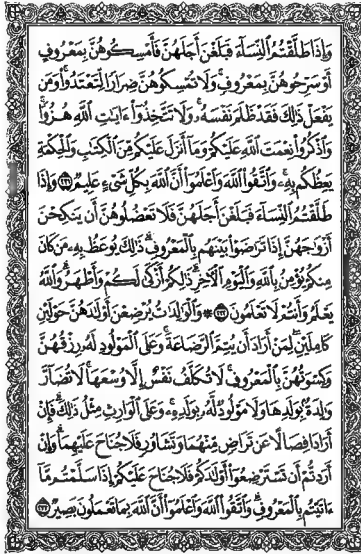 وَإِذَا طَلَّقْتُمُ النِّسَآءَ فَبَلَغْنَ أَجَلَهُنَّ فَأَمْسِكُوهُنَّ بِمَعْرُوفٍ
أَوْ سَرِّحُوهُنَّ بِمَعْرُوفٍ وَلَا تُمْسِكُوهُنَّ ضِرَارًا لِّتَعْتَدُوا۟ وَمَن
يَفْعَلْ ذَٰلِكَ فَقَدْ ظَلَمَ نَفْسَهُۥ وَلَا تَتَّخِذُوٓا۟ ءَايَٰتِ ٱللَّهِ هُزُوًا
وَٱذْكُرُوا۟ نِعْمَتَ ٱللَّهِ عَلَيْكُمْ وَمَآ أَنزَلَ عَلَيْكُم مِّنَ ٱلْكِتَٰبِ وَٱلْحِكْمَةِ
يَعِظُكُم بِهِۦ وَٱتَّقُوا۟ ٱللَّهَ وَٱعْلَمُوٓا۟ أَنَّ ٱللَّهَ بِكُلِّ شَىْءٍ عَلِيمٌ ٢٣١ وَإِذَا
طَلَّقْتُمُ ٱلنِّسَآءَ فَبَلَغْنَ أَجَلَهُنَّ فَلَا تَعْضُلُوهُنَّ أَن يَنكِحْنَ
أَزْوَٰجَهُنَّ إِذَا تَرَٰضَوْا۟ بَيْنَهُم بِٱلْمَعْرُوفِ ذَٰلِكَ يُوعَظُ بِهِۦ مَن كَانَ
مِنكُمْ يُؤْمِنُ بِٱللَّهِ وَٱلْيَوْمِ ٱلْءَاخِرِ ذَٰلِكُمْ أَزْكَىٰ لَكُمْ وَأَطْهَرُ وَٱللَّهُ
يَعْلَمُ وَأَنتُمْ لَا تَعْلَمُونَ ٢٣٢ ۞ وَٱلْوَٰلِدَٰتُ يُرْضِعْنَ أَوْلَٰدَهُنَّ حَوْلَيْنِ
كَامِلَيْنِ لِمَنْ أَرَادَ أَن يُتِمَّ ٱلرَّضَاعَةَ وَعَلَى ٱلْمَوْلُودِ لَهُۥ رِزْقُهُنَّ
وَكِسْوَتُهُنَّ بِٱلْمَعْرُوفِ لَا تُكَلَّفُ نَفْسٌ إِلَّا وُسْعَهَا لَا تُضَآرَّ
وَٰلِدَةٌۢ بِوَلَدِهَا وَلَا مَوْلُودٌ لَّهُۥ بِوَلَدِهِۦ وَعَلَى ٱلْوَارِثِ مِثْلُ ذَٰلِكَ فَإِنْ
أَرَادَا فِصَالًا عَن تَرَاضٍ مِّنْهُمَا وَتَشَاوُرٍ فَلَا جُنَاحَ عَلَيْهِمَا وَإِنْ
أَرَدتُّمْ أَن تَسْتَرْضِعُوٓا۟ أَوْلَٰدَكُمْ فَلَا جُنَاحَ عَلَيْكُمْ إِذَا سَلَّمْتُم مَّآ
ءَاتَيْتُم بِٱلْمَعْرُوفِ وَٱتَّقُوا۟ ٱللَّهَ وَٱعْلَمُوٓا۟ أَنَّ ٱللَّهَ بِمَا تَعْمَلُونَ بَصِيرٌ ٢٣٣